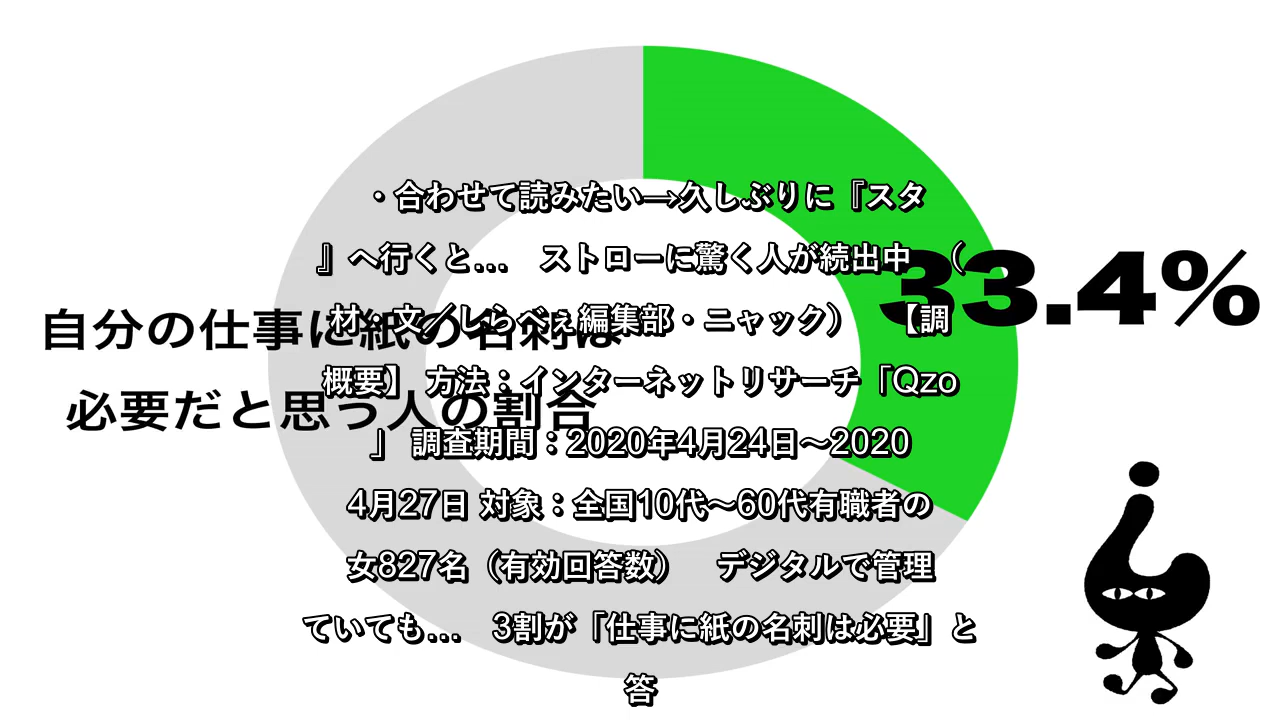 ・合わせて読みたい→久しぶりに『スタ
』へ行くと…　ストローに驚く人が続出中　（
材・文／しらべぇ編集部・ニャック）　【調
概要】 方法：インターネットリサーチ「Qzo
」 調査期間：2020年4月24日～2020
4月27日 対象：全国10代～60代有職者の
女827名（有効回答数）　デジタルで管理
ていても…　3割が「仕事に紙の名刺は必要」と
答
33.4%
自分の仕事に紙の名刺は
必要だと思う人の割合